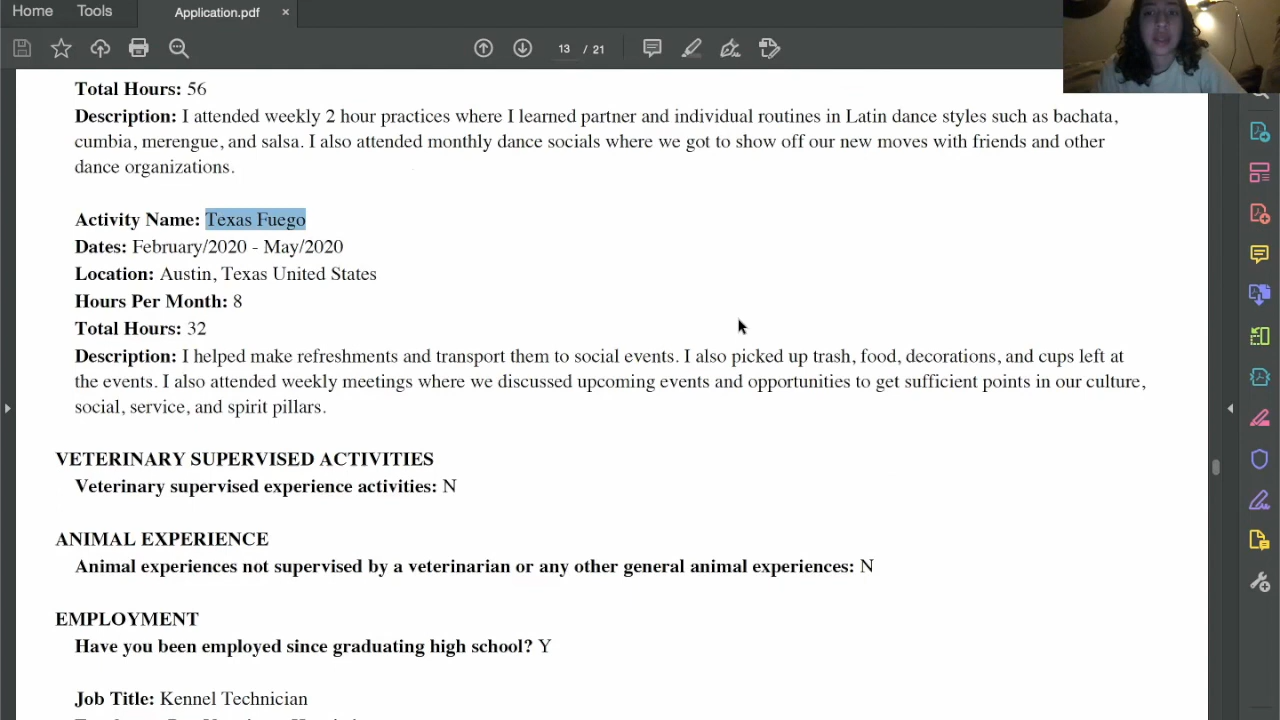 Home Tools Application.pdf ×
13 / 21
Total Hours: 56
Description: I attended weekly 2 hour practices where I learned partner and individual routines in Latin dance styles such as bachata,
cumbia, merengue, and salsa. I also attended monthly dance socials where we got to show off our new moves with friends and other
dance organizations.
Activity Name: Texas Fuego
Dates: February/2020 - May/2020
Location: Austin, Texas United States
Hours Per Month: 8
Total Hours: 32
Description: I helped make refreshments and transport them to social events. I also picked up trash, food, decorations, and cups left at
the events. I also attended weekly meetings where we discussed upcoming events and opportunities to get sufficient points in our culture,
social, service, and spirit pillars.
VETERINARY SUPERVISED ACTIVITIES
Veterinary supervised experience activities: N
ANIMAL EXPERIENCE
Animal experiences not supervised by a veterinarian or any other general animal experiences: N
EMPLOYMENT
Have you been employed since graduating high school? Y
Job Title: Kennel Technician